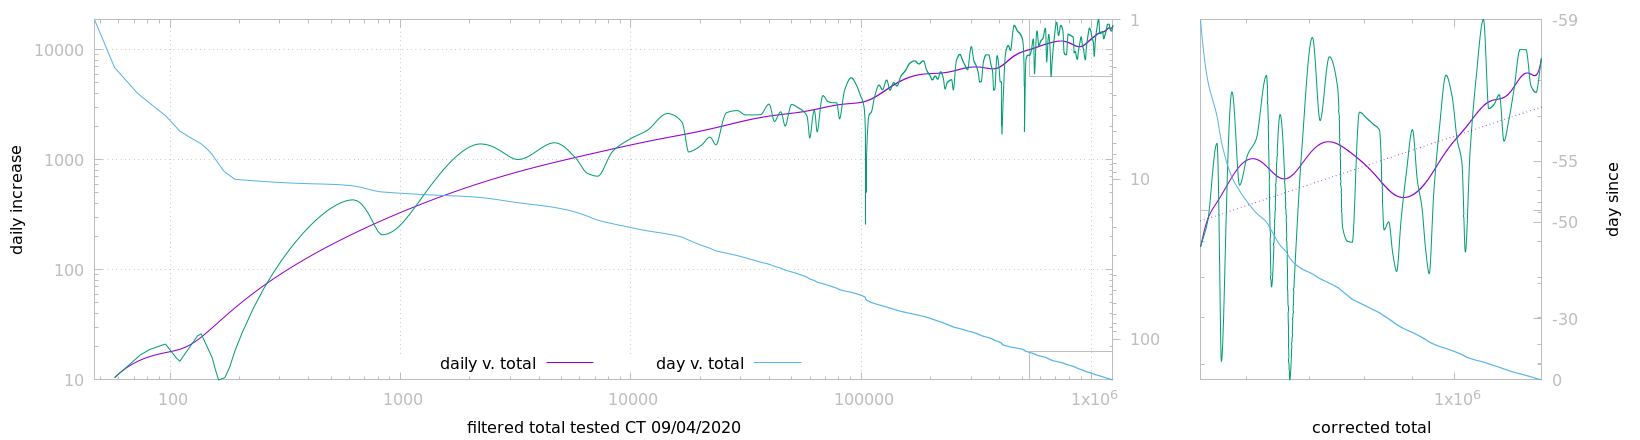 daily increase
10000
1000
100
10
100
1000
10000
100000
1x10^6
filtered total tested CT 09/04/2020
daily v. total
day v. total
1
10
100
1x10^6
corrected total
-59
-55
-50
-30
0
day since